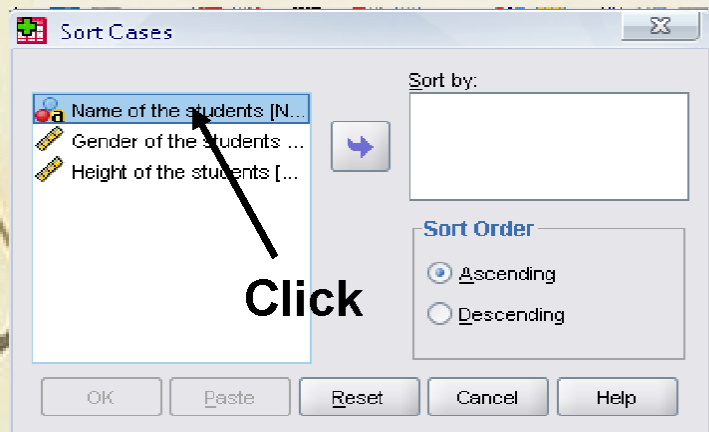 Sort Cases
Sort by:
Name of the students [N...
Gender of the students ...
Height of the students [...
Sort Order
Ascending
Descending
Click
OK
Paste
Reset
Cancel
Help